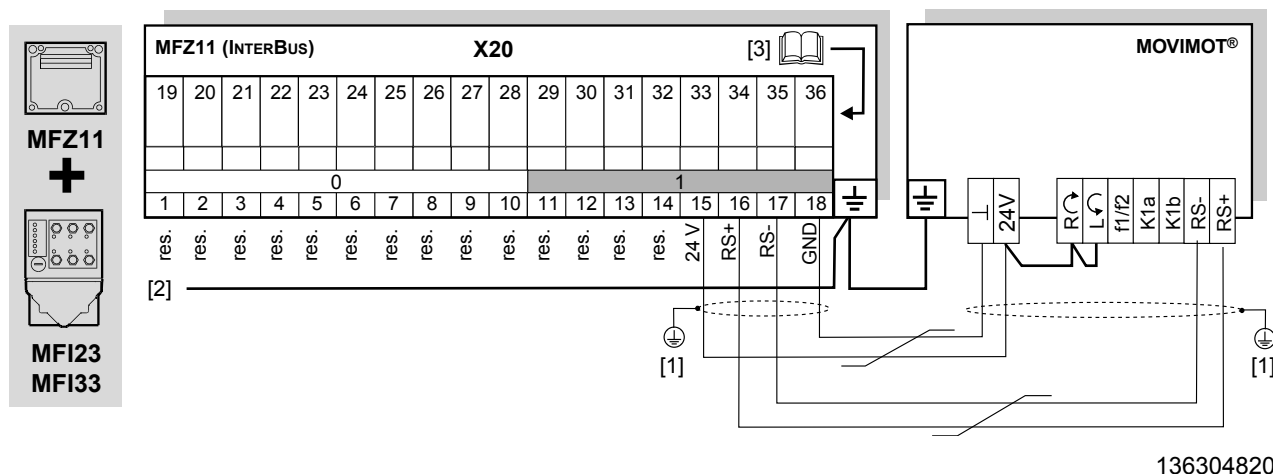 MFZ11
+
MFI23
MFI33
MFZ11 (INTERBUS) X20 [3]
19 20 21 22 23 24 25 26 27 28 29 30 31 32 33 34 35 36
0 1
1 2 3 4 5 6 7 8 9 10 11 12 13 14 15 16 17 18
res. res. res. res. res. res. res. res. res. res. res. res. res. res. 24 V RS+ RS- GND
[2]
[1]
MOVIMOT®
24V R L f1/f2 K1a K1b RS- RS+
[1]
136304820